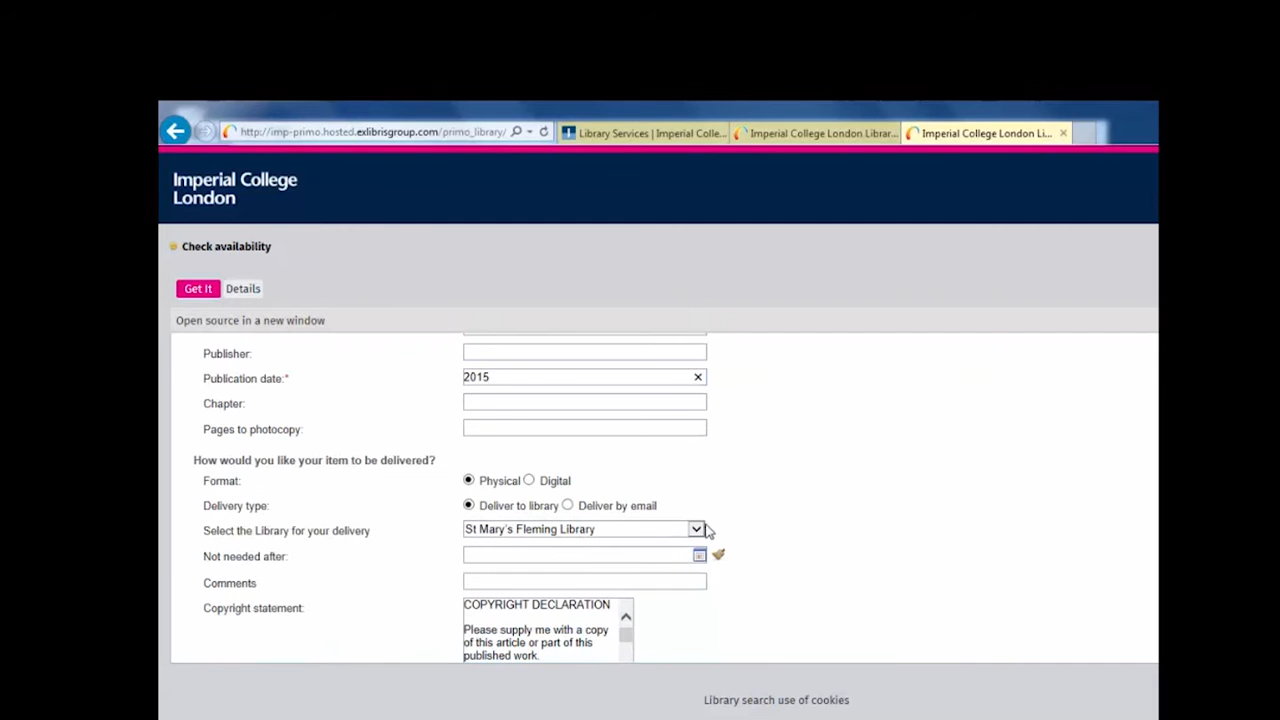 http://imp-primo.hosted.exlibrisgroup.com/primo_library/
Library Services | Imperial Colle...
Imperial College London Librar...
Imperial College London Li...
Imperial College
London
Check availability
Get It
Details
Open source in a new window
Publisher:
Publication date:*
2015
Chapter:
Pages to photocopy:
How would you like your item to be delivered?
Format:
Physical
Digital
Delivery type:
Deliver to library
Deliver by email
Select the Library for your delivery
St Mary's Fleming Library
Not needed after:
Comments
Copyright statement:
COPYRIGHT DECLARATION
Please supply me with a copy
of this article or part of this
published work.
Library search use of cookies